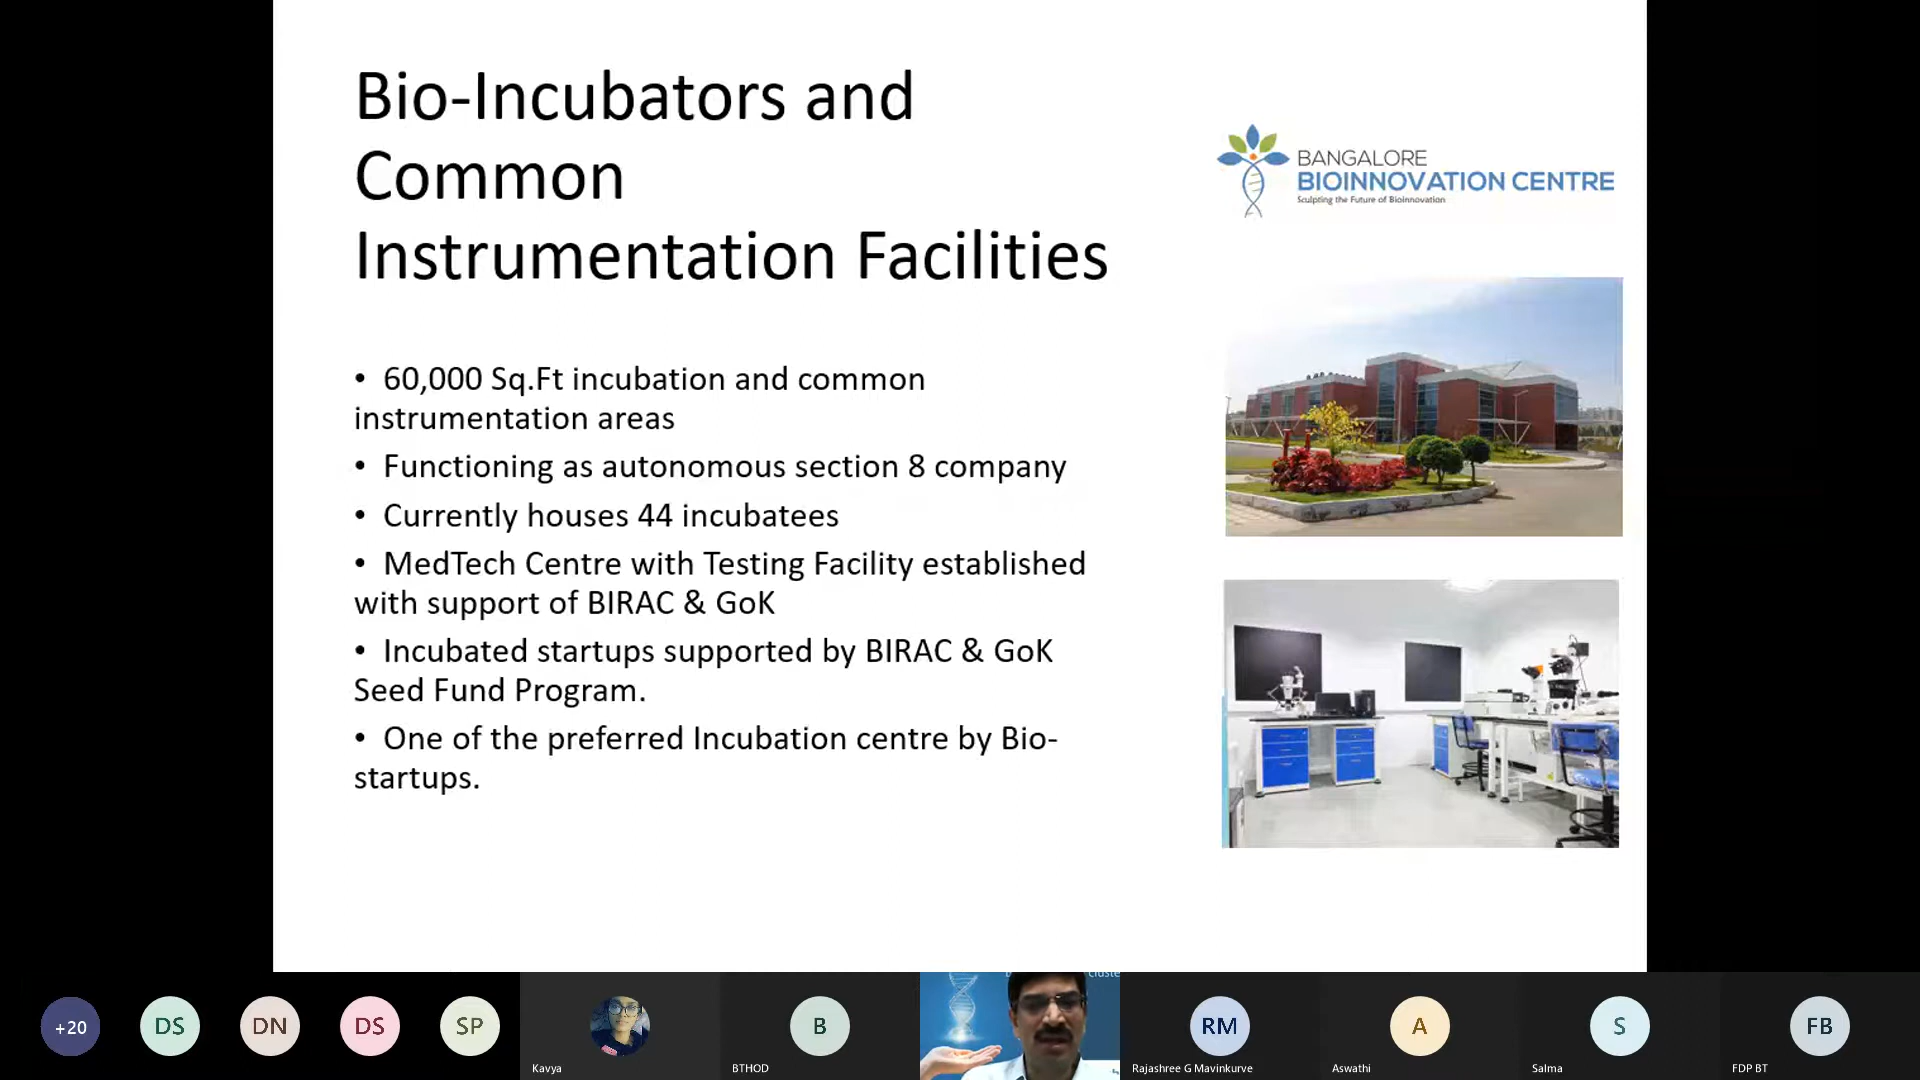 Bio-Incubators and
Common
Instrumentation Facilities
BANGALORE
BIOINNOVATION CENTRE
Sculpting the Future of Bioinnovation
• 60,000 Sq.Ft incubation and common
instrumentation areas
• Functioning as autonomous section 8 company
• Currently houses 44 incubatees
• MedTech Centre with Testing Facility established
with support of BIRAC & GoK
• Incubated startups supported by BIRAC & GoK
Seed Fund Program.
• One of the preferred Incubation centre by Bio-
startups.
+20
DS
DN
DS
SP
Kavya
B
BTHOD
RM
Rajashree G Mavinkurve
A
Aswathi
S
Salma
FB
FDP BT